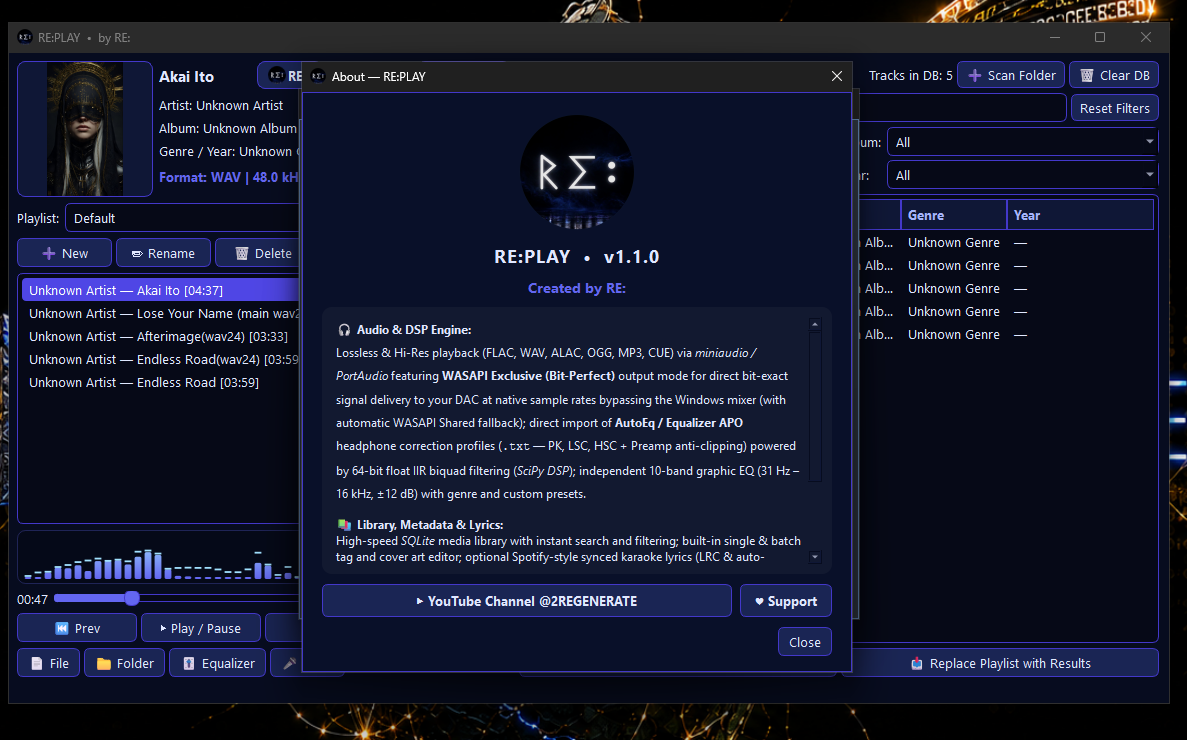 RE:PLAY • by RE:
Akai Ito
RE
Artist: Unknown Artist
Album: Unknown Album
Genre / Year: Unknown
Format: WAV | 48.0 kH
Tracks in DB: 5
Scan Folder
Clear DB
Reset Filters
um:
All
r:
All
Playlist:
Default
New
Rename
Delete
Unknown Artist — Akai Ito [04:37]
Unknown Artist — Lose Your Name (main wav2
Unknown Artist — Afterimage(wav24) [03:33]
Unknown Artist — Endless Road(wav24) [03:59
Unknown Artist — Endless Road [03:59]
Genre
Year
Alb... Unknown Genre —
Alb... Unknown Genre —
Alb... Unknown Genre —
Alb... Unknown Genre —
Alb... Unknown Genre —
00:47
Prev
Play / Pause
File
Folder
Equalizer
Replace Playlist with Results
About — RE:PLAY
RΣ:
RE:PLAY • v1.1.0
Created by RE:
Audio & DSP Engine:
Lossless & Hi-Res playback (FLAC, WAV, ALAC, OGG, MP3, CUE) via miniaudio /
PortAudio featuring WASAPI Exclusive (Bit-Perfect) output mode for direct bit-exact
signal delivery to your DAC at native sample rates bypassing the Windows mixer (with
automatic WASAPI Shared fallback); direct import of AutoEq / Equalizer APO
headphone correction profiles (.txt — PK, LSC, HSC + Preamp anti-clipping) powered
by 64-bit float IIR biquad filtering (SciPy DSP); independent 10-band graphic EQ (31 Hz –
16 kHz, ±12 dB) with genre and custom presets.
Library, Metadata & Lyrics:
High-speed SQLite media library with instant search and filtering; built-in single & batch
tag and cover art editor; optional Spotify-style synced karaoke lyrics (LRC & auto-
YouTube Channel @2REGENERATE
Support
Close